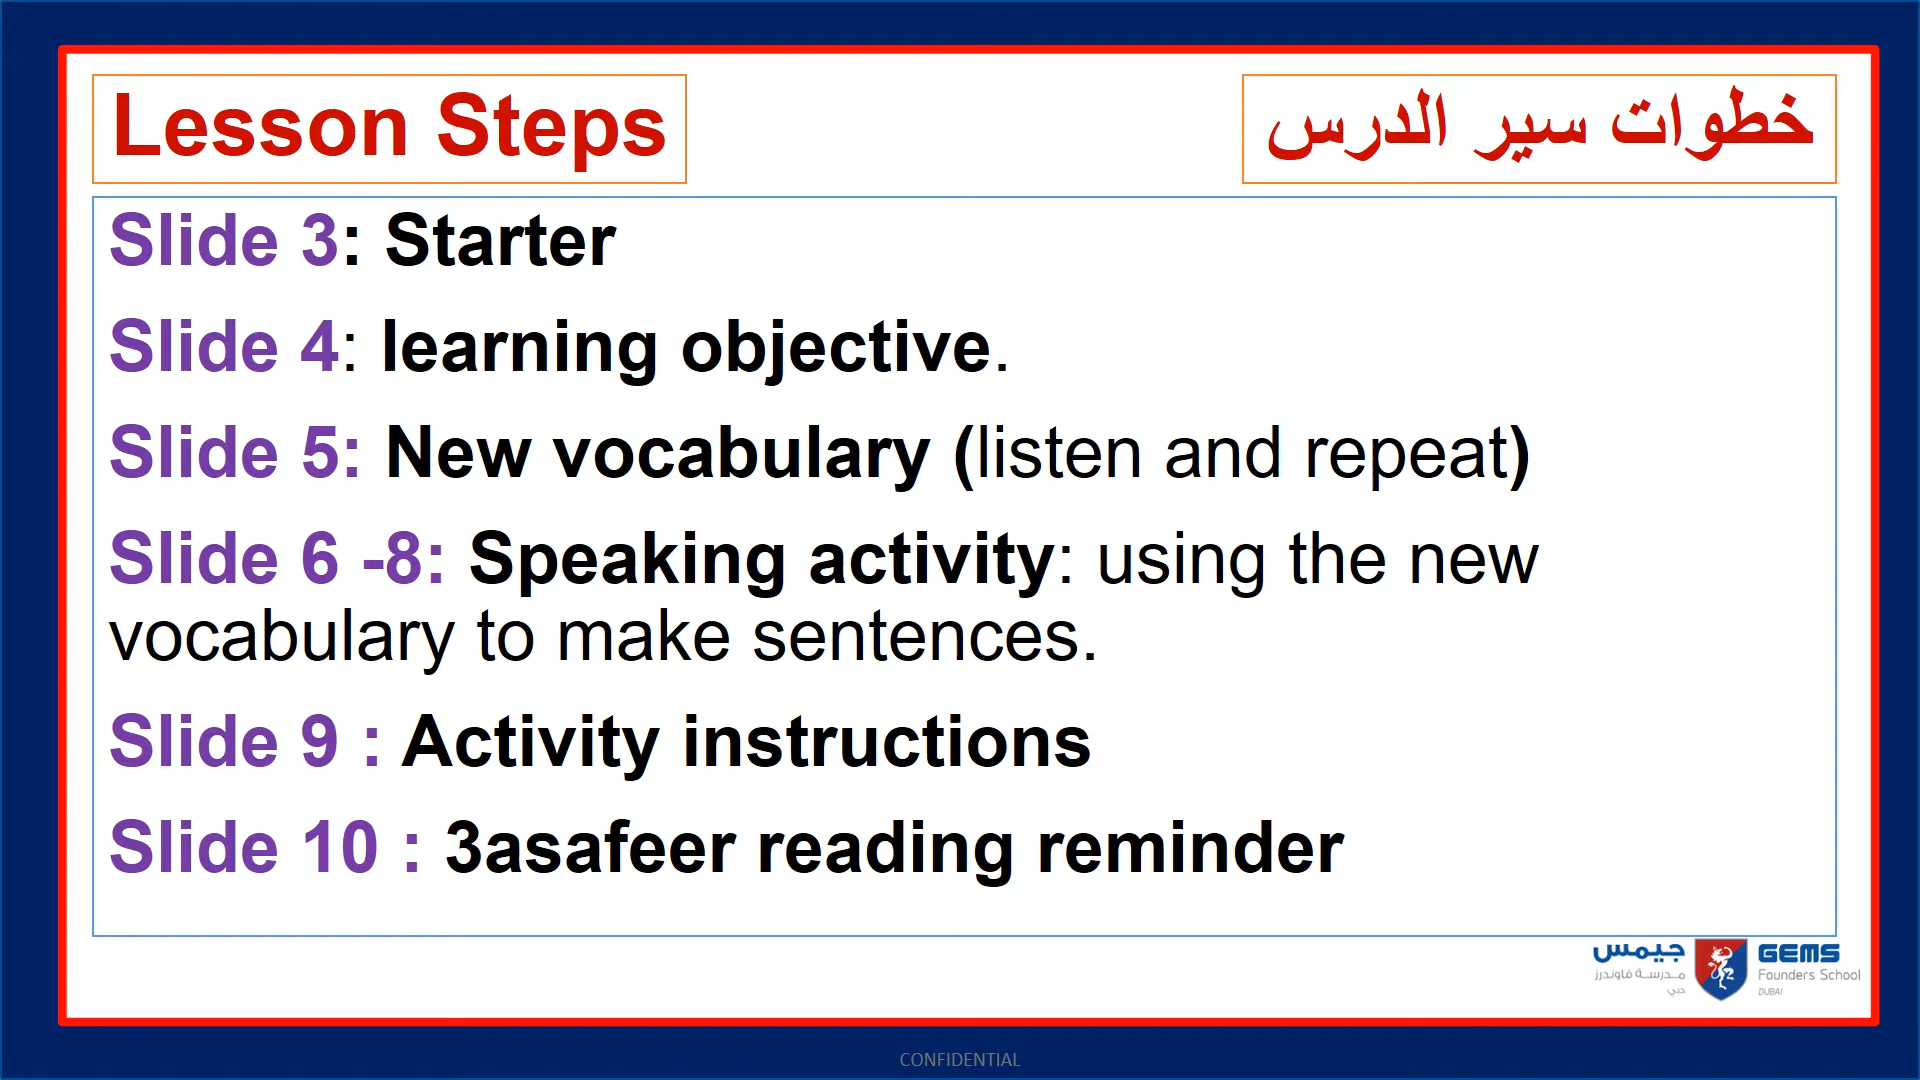 Lesson Steps
خطوات سير الدرس
Slide 3: Starter
Slide 4: learning objective.
Slide 5: New vocabulary (listen and repeat)
Slide 6 -8: Speaking activity: using the new
vocabulary to make sentences.
Slide 9 : Activity instructions
Slide 10 : 3asafeer reading reminder
جيمس
مدرسة فاوندرز
دبي
GEMS
Founders School
DUBAI
CONFIDENTIAL